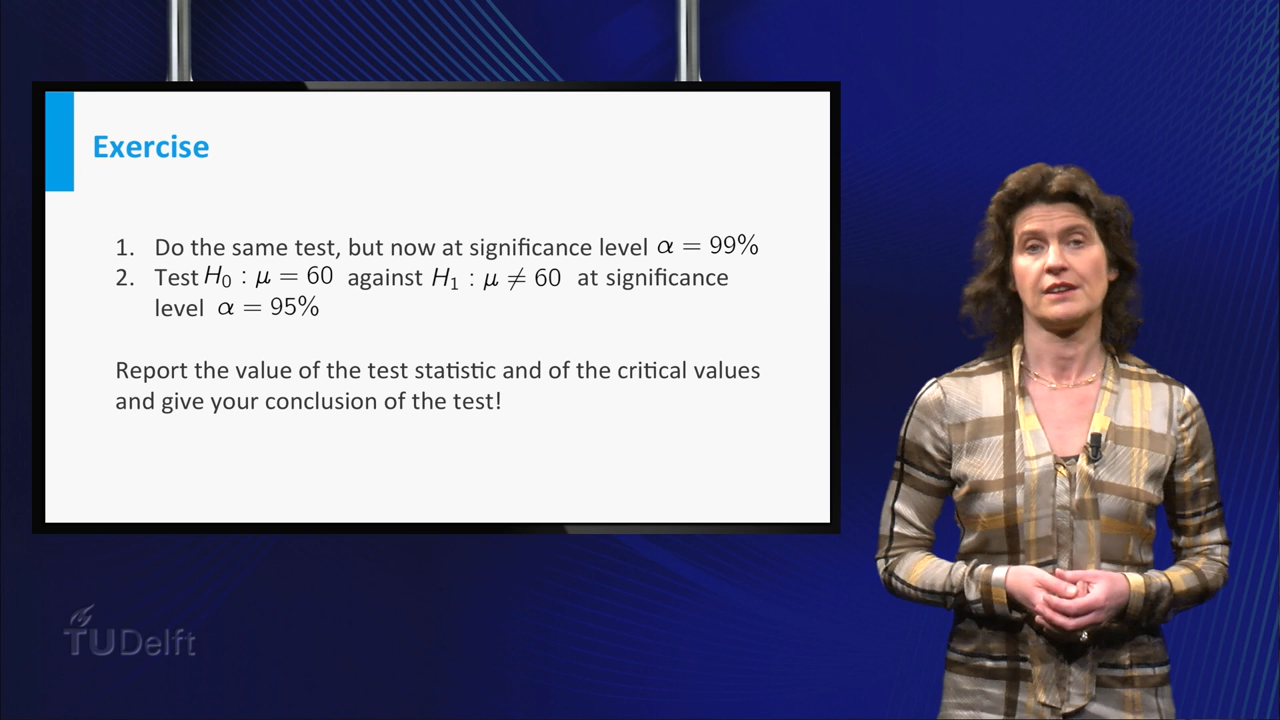 Exercise
1. Do the same test, but now at significance level α = 99%
2. Test H₀ : μ = 60 against H₁ : μ ≠ 60 at significance
level α = 95%
Report the value of the test statistic and of the critical values
and give your conclusion of the test!
TUDelft